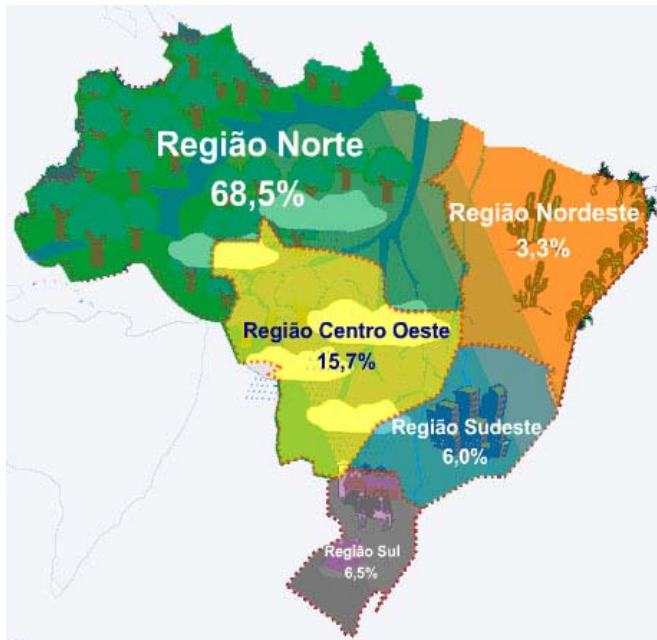 Região Norte
68,5%
Região Nordeste
3,3%
Região Centro Oeste
15,7%
Região Sudeste
6,0%
Região Sul
6,5%